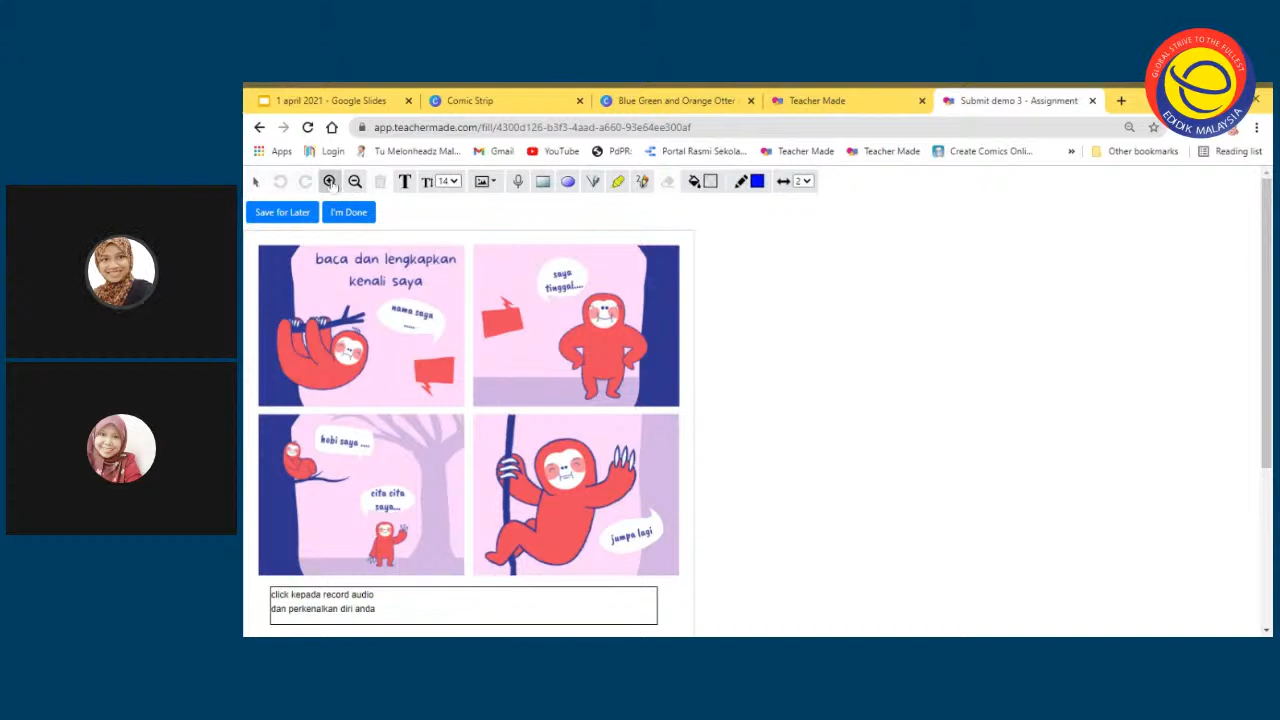 GLOBAL STRIVE TO THE FULLEST
EDIDIK MALAYSIA
1 april 2021 - Google Slides
Comic Strip
Blue Green and Orange Otter
Teacher Made
Submit demo 3 - Assignment
app.teachermade.com/fill/4300d126-b3f3-4aad-a660-93e64ee300af
Apps
Login
Tu Melonheadz Mal...
Gmail
YouTube
PdPR:
Portal Rasmi Sekola...
Teacher Made
Teacher Made
Create Comics Onli...
»
Other bookmarks
Reading list
T
T 14
2
Save for Later
I'm Done
baca dan lengkapkan
kenali saya
nama saya
.....
saya
tinggal....
hobi saya ....
cita cita
saya...
jumpa lagi
click kepada record audio
dan perkenalkan diri anda